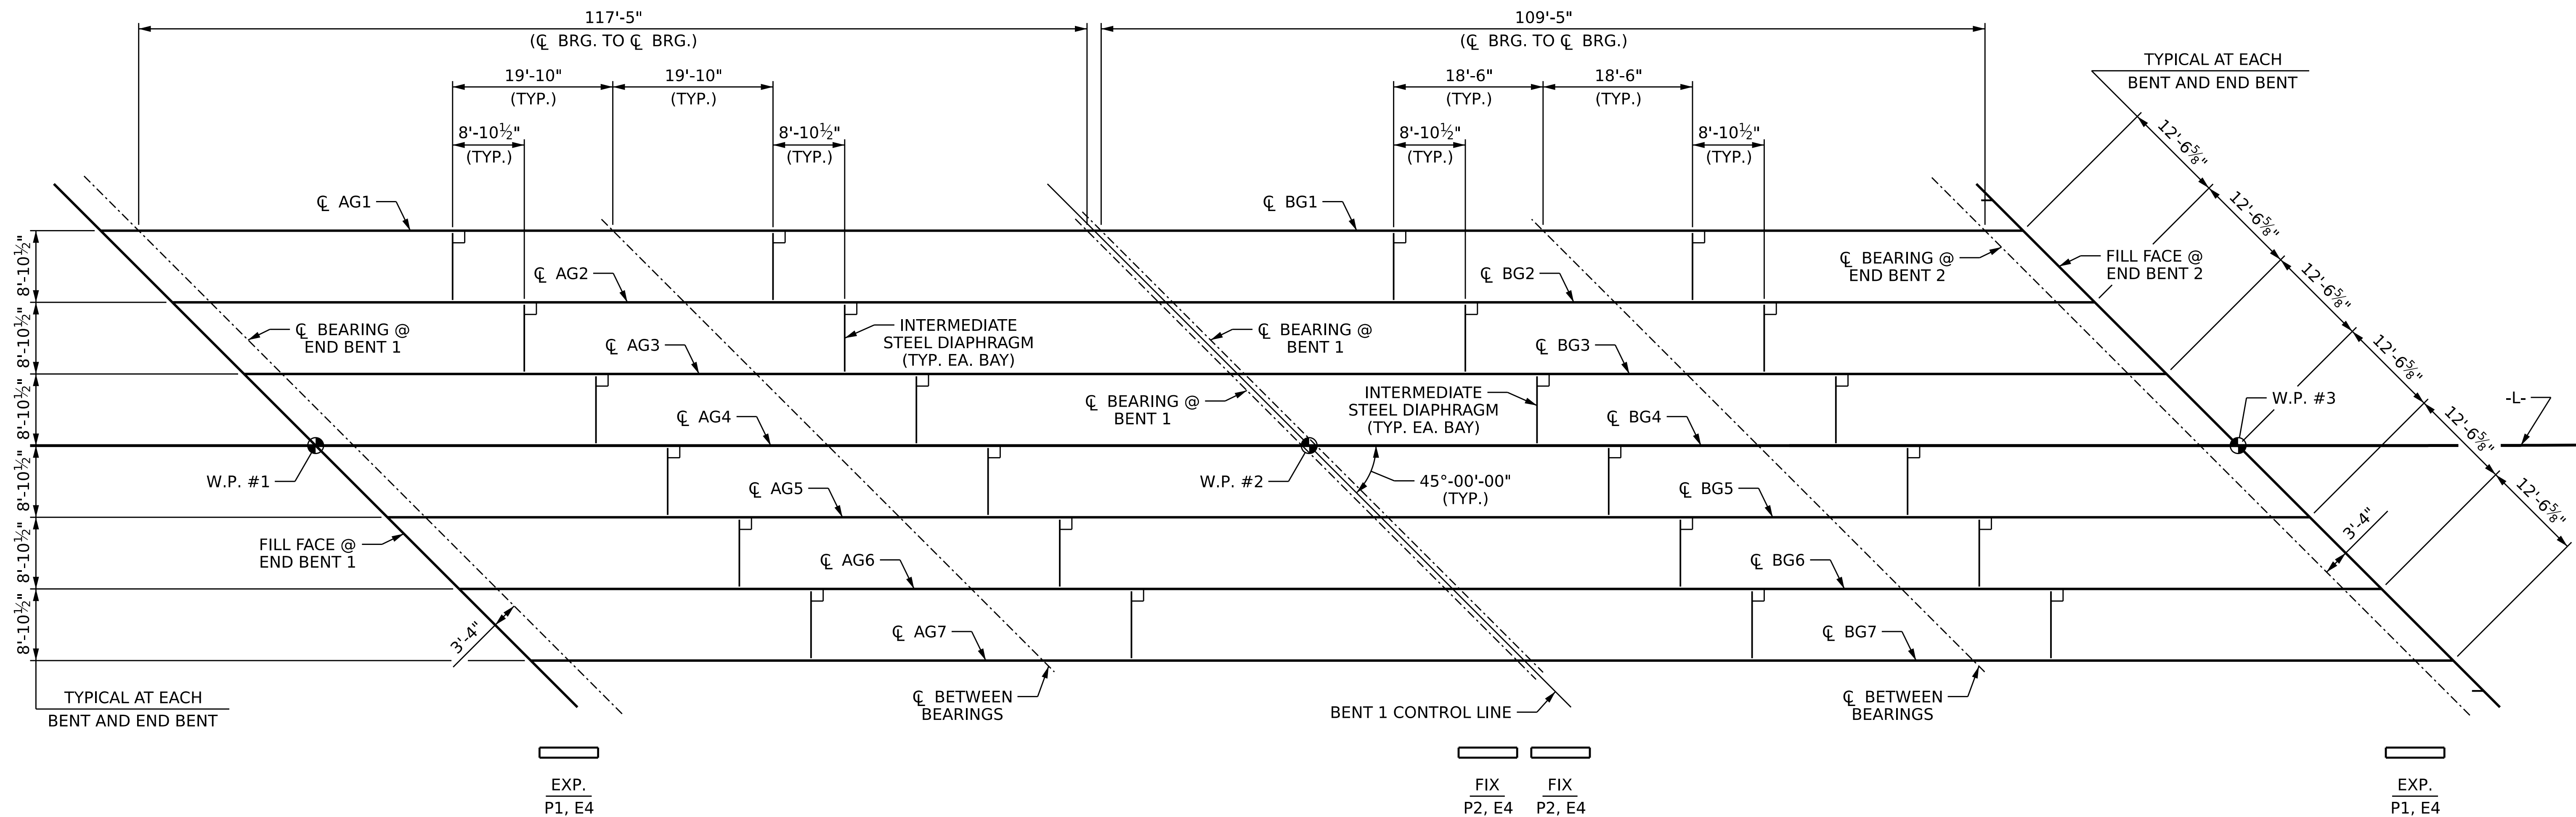 117'-5"
(℄ BRG. TO ℄ BRG.)
109'-5"
(℄ BRG. TO ℄ BRG.)
TYPICAL AT EACH
BENT AND END BENT
19'-10"
(TYP.)
19'-10"
(TYP.)
18'-6"
(TYP.)
18'-6"
(TYP.)
8'-10½"
(TYP.)
8'-10½"
(TYP.)
8'-10½"
(TYP.)
8'-10½"
(TYP.)
12'-6⅝"
12'-6⅝"
12'-6⅝"
12'-6⅝"
12'-6⅝"
12'-6⅝"
℄ AG1
℄ BG1
8'-10½"
8'-10½"
8'-10½"
8'-10½"
8'-10½"
8'-10½"
℄ AG2
℄ BG2
℄ BEARING @
END BENT 2
FILL FACE @
END BENT 2
℄ BEARING @
END BENT 1
℄ AG3
INTERMEDIATE
STEEL DIAPHRAGM
(TYP. EA. BAY)
℄ BEARING @
BENT 1
℄ BG3
℄ AG4
℄ BEARING @
BENT 1
INTERMEDIATE
STEEL DIAPHRAGM
(TYP. EA. BAY)
℄ BG4
W.P. #3
-L-
W.P. #1
℄ AG5
W.P. #2
45°-00'-00"
(TYP.)
℄ BG5
3'-4"
FILL FACE @
END BENT 1
℄ AG6
℄ BG6
3'-4"
℄ AG7
℄ BG7
TYPICAL AT EACH
BENT AND END BENT
℄ BETWEEN
BEARINGS
BENT 1 CONTROL LINE
℄ BETWEEN
BEARINGS
EXP.
P1, E4
FIX
P2, E4
FIX
P2, E4
EXP.
P1, E4